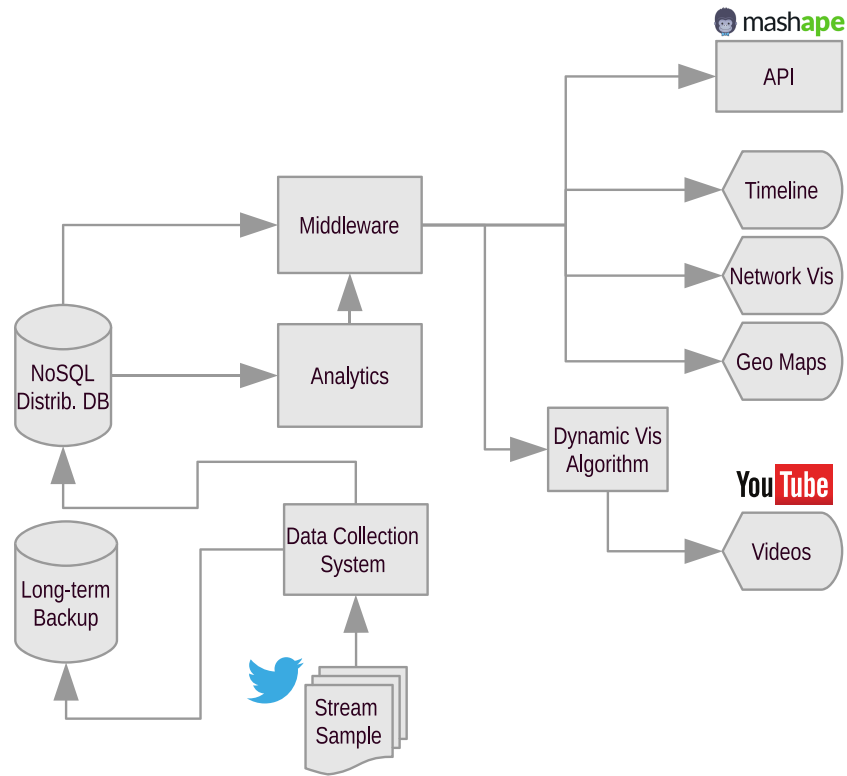 mashape
API
Timeline
Middleware
Network Vis
Geo Maps
NoSQL
Distrib. DB
Analytics
Dynamic Vis
Algorithm
YouTube
Videos
Data Collection
System
Long-term
Backup
Stream
Sample